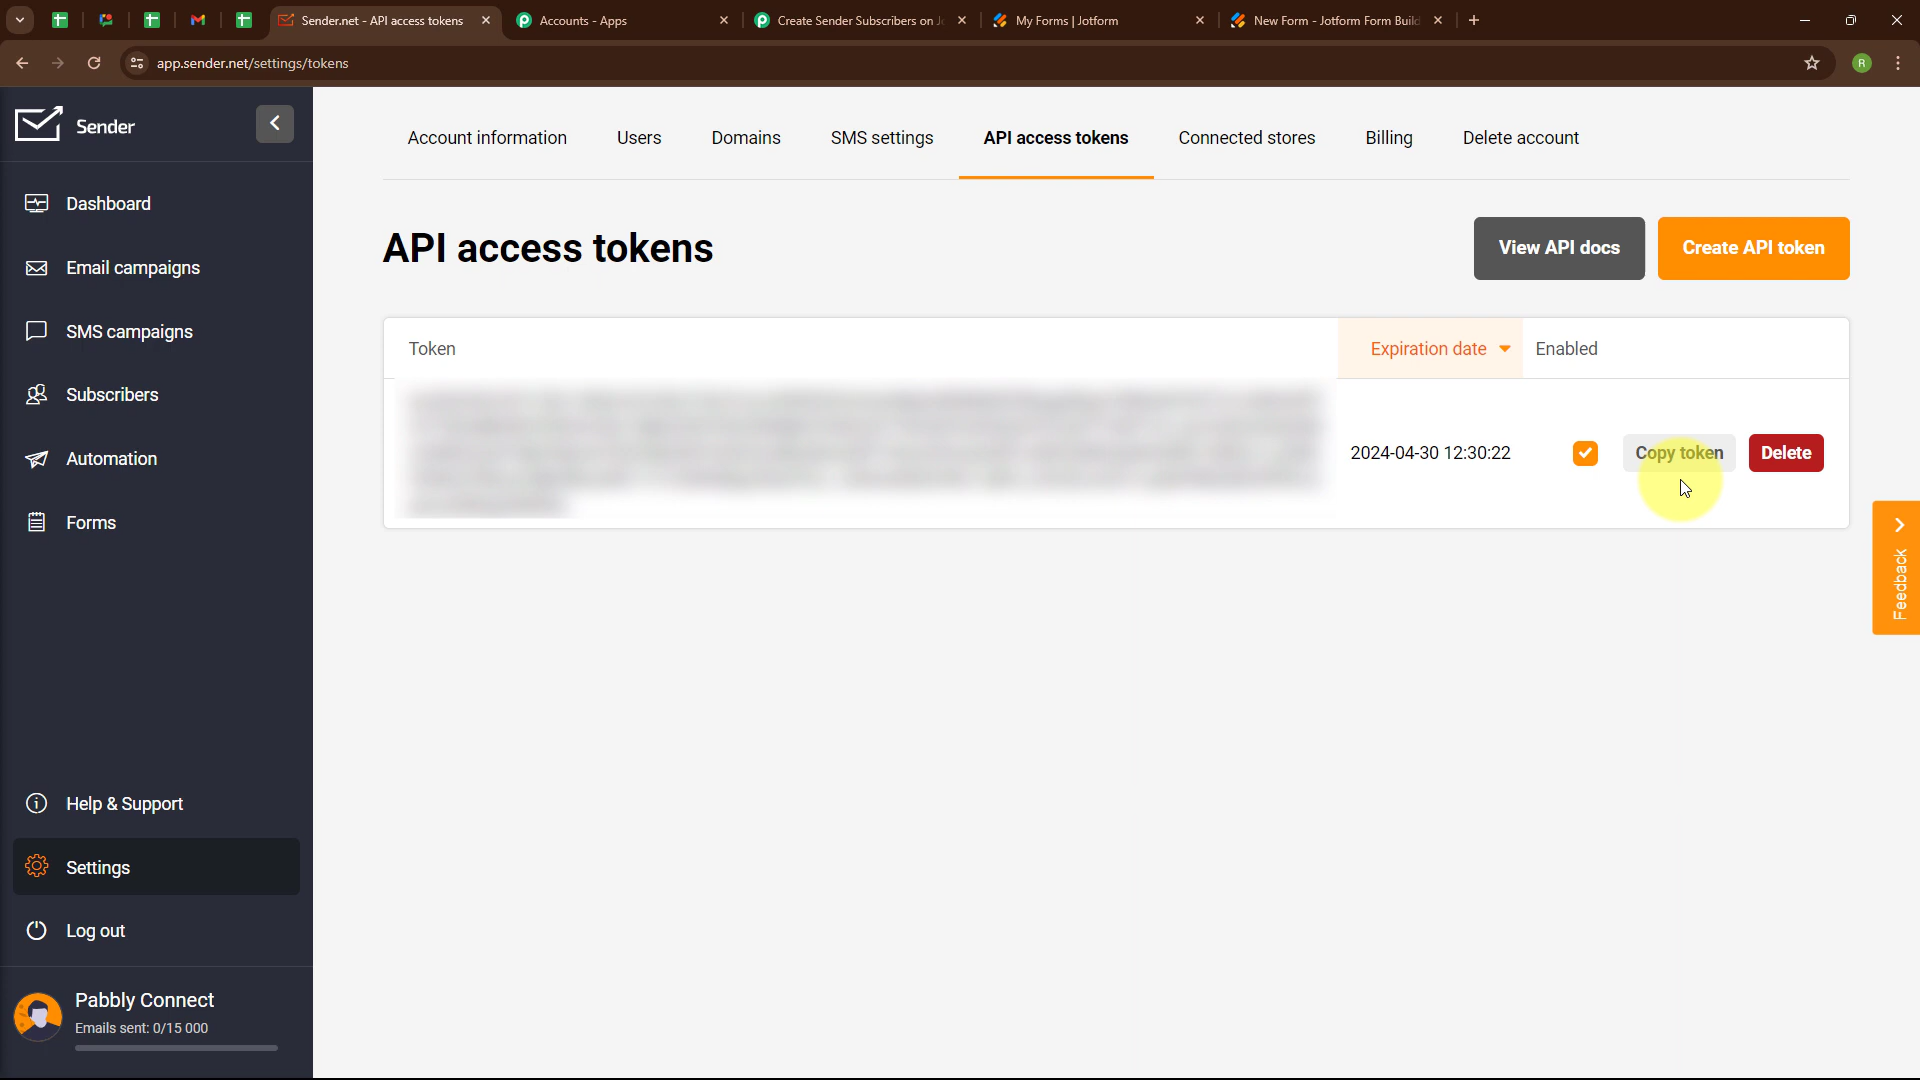 Sender.net - API access tokens
Accounts - Apps
Create Sender Subscribers on J
My Forms | Jotform
New Form - Jotform Form Build
app.sender.net/settings/tokens
R
Sender
Dashboard
Email campaigns
SMS campaigns
Subscribers
Automation
Forms
Help & Support
Settings
Log out
Pabbly Connect
Emails sent: 0/15 000
Account information
Users
Domains
SMS settings
API access tokens
Connected stores
Billing
Delete account
API access tokens
View API docs
Create API token
Token
Expiration date
Enabled
2024-04-30 12:30:22
Copy token
Delete
Feedback